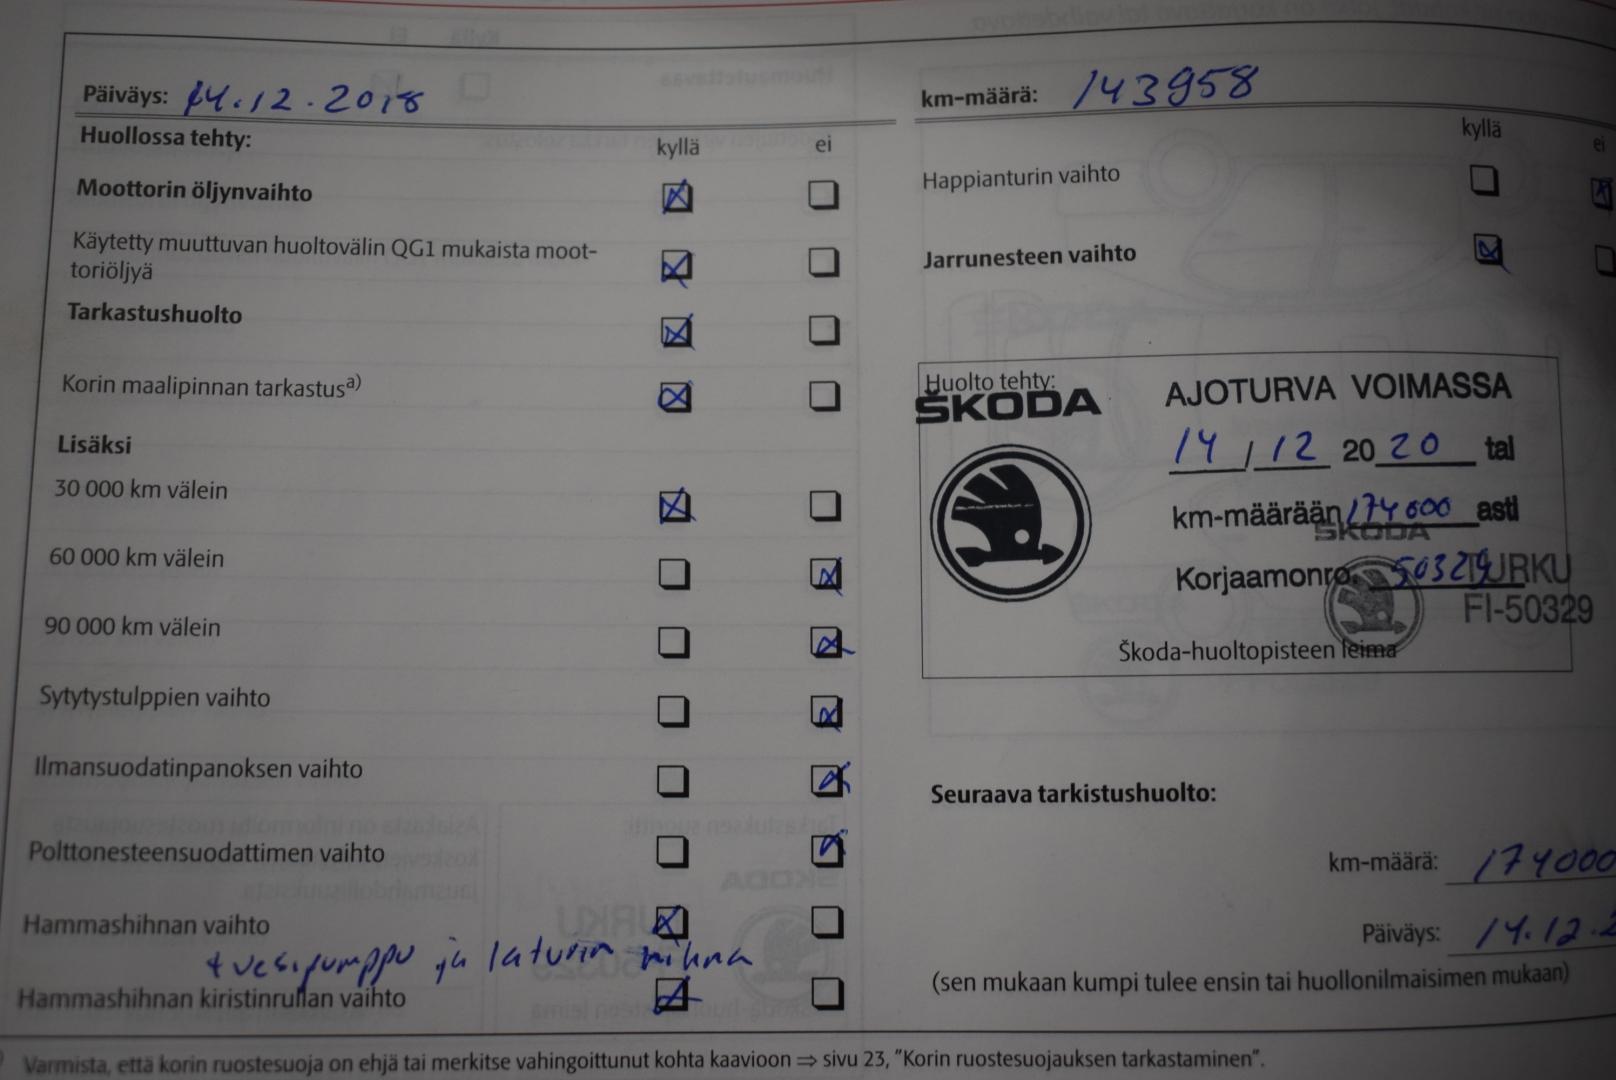 Päiväys: 14.12.2018
Huollossa tehty:
kyllä ei
Moottorin öljynvaihto
Käytetty muuttuvan huoltovälin QG1 mukaista moot-
toriöljyä
Tarkastushuolto
Korin maalipinnan tarkastusa)
Lisäksi
30 000 km välein
60 000 km välein
90 000 km välein
Sytytystulppien vaihto
Ilmansuodatinpanoksen vaihto
Polttonesteensuodattimen vaihto
Hammashihnan vaihto
+ vesipumppu ja laturin hihna
Hammashihnan kiristinrullan vaihto
km-määrä: 143958
kyllä ei
Happianturin vaihto
Jarrunesteen vaihto
Huolto tehty:
ŠKODA
AJOTURVA VOIMASSA
14 / 12 2020 tai
km-määrään 174000 asti
ŠKODA
Korjaamonro. 50329
TURKU
FI-50329
Škoda-huoltopisteen leima
Seuraava tarkistushuolto:
km-määrä: 174000
Päiväys: 14.12.2
(sen mukaan kumpi tulee ensin tai huollonilmaisimen mukaan)
Varmista, että korin ruostesuoja on ehjä tai merkitse vahingoittunut kohta kaavioon ⇒ sivu 23, "Korin ruostesuojauksen tarkastaminen".